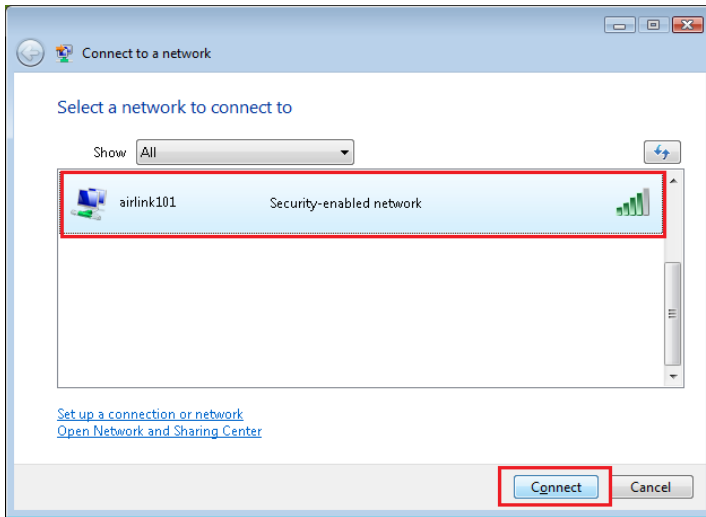 Connect to a network
Select a network to connect to
Show All
airlink101 Security-enabled network
Set up a connection or network
Open Network and Sharing Center
Connect Cancel